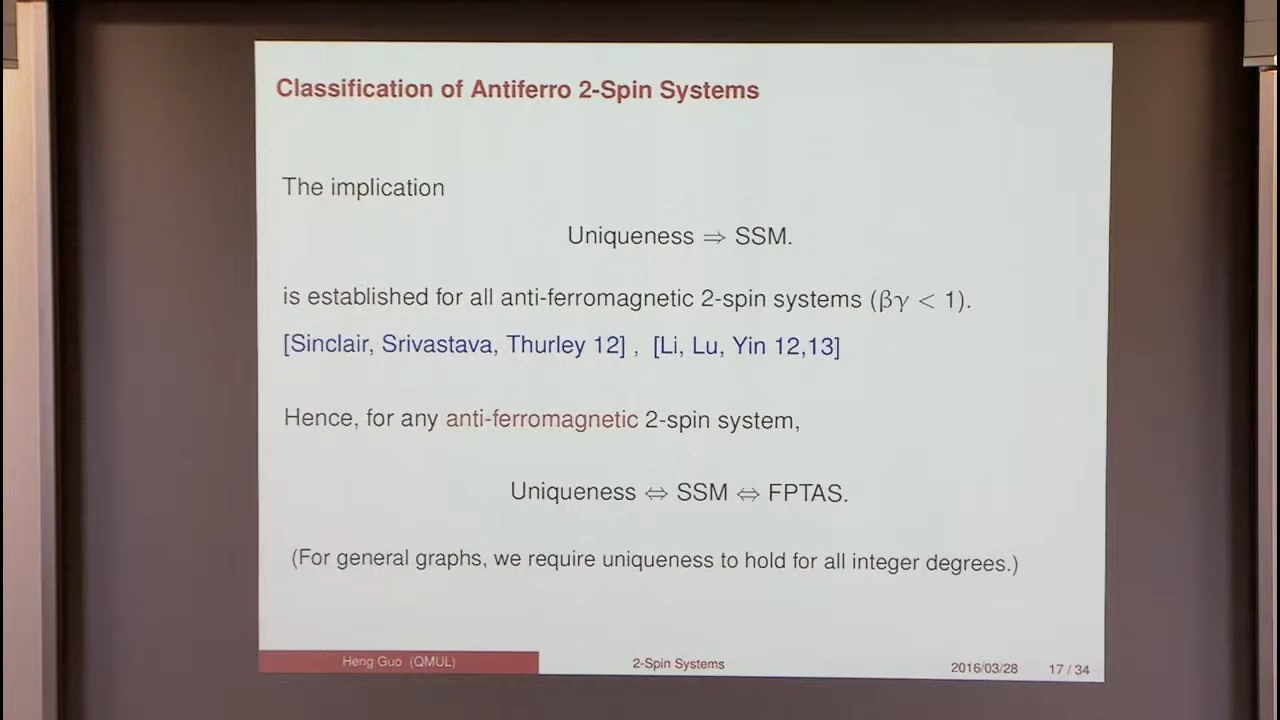 Classification of Antiferro 2-Spin Systems
The implication
Uniqueness ⇒ SSM.
is established for all anti-ferromagnetic 2-spin systems (βγ < 1).
[Sinclair, Srivastava, Thurley 12] , [Li, Lu, Yin 12,13]
Hence, for any anti-ferromagnetic 2-spin system,
Uniqueness ⇔ SSM ⇔ FPTAS.
(For general graphs, we require uniqueness to hold for all integer degrees.)
Heng Guo (QMUL) 2-Spin Systems 2016/03/28 17 / 34